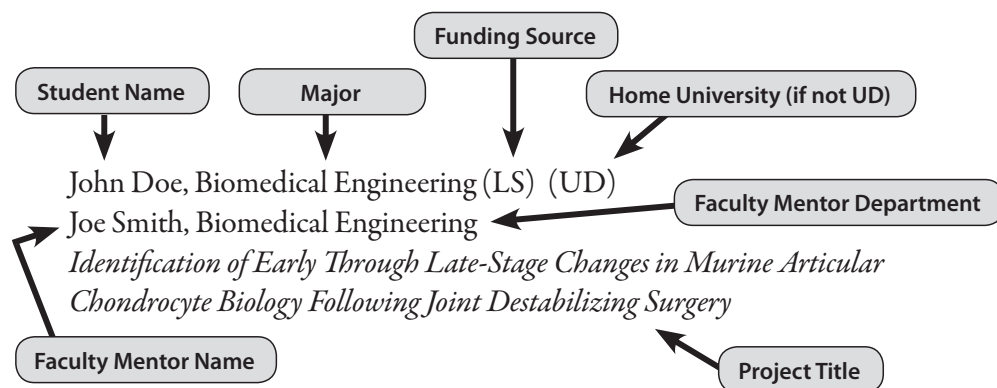 Funding Source
Student Name
Major
Home University (if not UD)
John Doe, Biomedical Engineering (LS) (UD)
Joe Smith, Biomedical Engineering
Faculty Mentor Department
Identification of Early Through Late-Stage Changes in Murine Articular
Chondrocyte Biology Following Joint Destabilizing Surgery
Faculty Mentor Name
Project Title